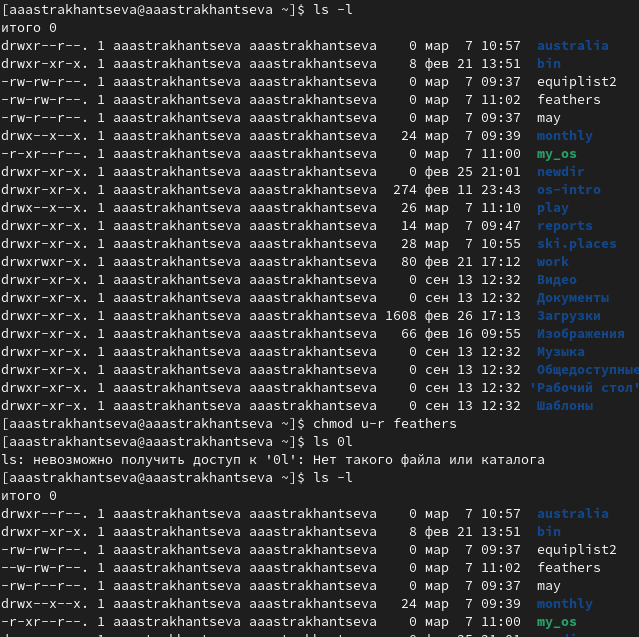 [aaastrakhantseva@aaastrakhantseva ~]$ ls -l
итого 0
drwxr--r--. 1 aaastrakhantseva aaastrakhantseva    0 мар  7 10:57  australia
drwxr-xr-x. 1 aaastrakhantseva aaastrakhantseva    8 фев 21 13:51  bin
-rw-rw-r--. 1 aaastrakhantseva aaastrakhantseva    0 мар  7 09:37  equiplist2
-rw-rw-r--. 1 aaastrakhantseva aaastrakhantseva    0 мар  7 11:02  feathers
-rw-r--r--. 1 aaastrakhantseva aaastrakhantseva    0 мар  7 09:37  may
drwx--x--x. 1 aaastrakhantseva aaastrakhantseva   24 мар  7 09:39  monthly
-r-xr--r--. 1 aaastrakhantseva aaastrakhantseva    0 мар  7 11:00  my_os
drwxr-xr-x. 1 aaastrakhantseva aaastrakhantseva    0 фев 25 21:01  newdir
drwxr-xr-x. 1 aaastrakhantseva aaastrakhantseva  274 фев 11 23:43  os-intro
drwx--x--x. 1 aaastrakhantseva aaastrakhantseva   26 мар  7 11:10  play
drwxr-xr-x. 1 aaastrakhantseva aaastrakhantseva   14 мар  7 09:47  reports
drwxr-xr-x. 1 aaastrakhantseva aaastrakhantseva   28 мар  7 10:55  ski.places
drwxrwxr-x. 1 aaastrakhantseva aaastrakhantseva   80 фев 21 17:12  work
drwxr-xr-x. 1 aaastrakhantseva aaastrakhantseva    0 сен 13 12:32  Видео
drwxr-xr-x. 1 aaastrakhantseva aaastrakhantseva    0 сен 13 12:32  Документы
drwxr-xr-x. 1 aaastrakhantseva aaastrakhantseva 1608 фев 26 17:13  Загрузки
drwxr-xr-x. 1 aaastrakhantseva aaastrakhantseva   66 фев 16 09:55  Изображения
drwxr-xr-x. 1 aaastrakhantseva aaastrakhantseva    0 сен 13 12:32  Музыка
drwxr-xr-x. 1 aaastrakhantseva aaastrakhantseva    0 сен 13 12:32  Общедоступные
drwxr-xr-x. 1 aaastrakhantseva aaastrakhantseva    0 сен 13 12:32 'Рабочий стол'
drwxr-xr-x. 1 aaastrakhantseva aaastrakhantseva    0 сен 13 12:32  Шаблоны
[aaastrakhantseva@aaastrakhantseva ~]$ chmod u-r feathers
[aaastrakhantseva@aaastrakhantseva ~]$ ls 0l
ls: невозможно получить доступ к '0l': Нет такого файла или каталога
[aaastrakhantseva@aaastrakhantseva ~]$ ls -l
итого 0
drwxr--r--. 1 aaastrakhantseva aaastrakhantseva    0 мар  7 10:57  australia
drwxr-xr-x. 1 aaastrakhantseva aaastrakhantseva    8 фев 21 13:51  bin
-rw-rw-r--. 1 aaastrakhantseva aaastrakhantseva    0 мар  7 09:37  equiplist2
--w-rw-r--. 1 aaastrakhantseva aaastrakhantseva    0 мар  7 11:02  feathers
-rw-r--r--. 1 aaastrakhantseva aaastrakhantseva    0 мар  7 09:37  may
drwx--x--x. 1 aaastrakhantseva aaastrakhantseva   24 мар  7 09:39  monthly
-r-xr--r--. 1 aaastrakhantseva aaastrakhantseva    0 мар  7 11:00  my_os